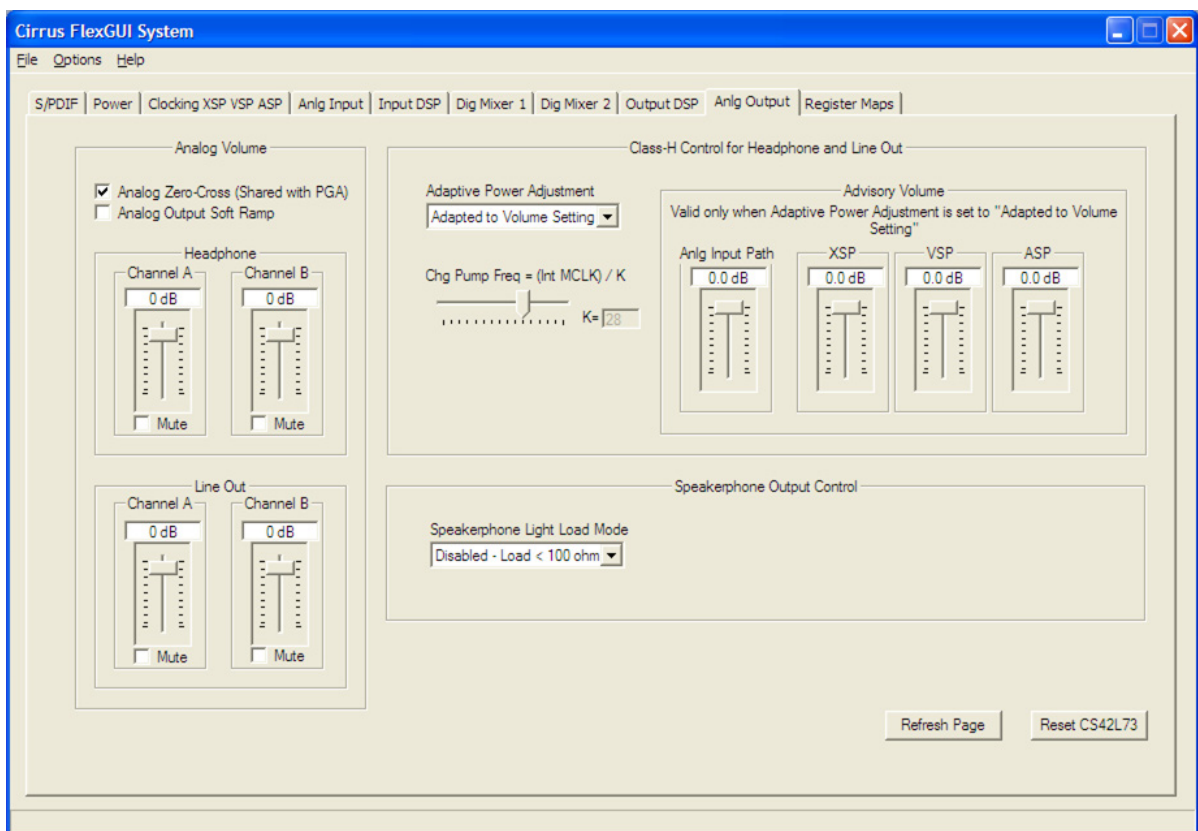 Cirrus FlexGUI System
File Options Help
S/PDIF Power Clocking XSP VSP ASP Anlg Input Input DSP Dig Mixer 1 Dig Mixer 2 Output DSP Anlg Output Register Maps
Analog Volume
Analog Zero-Cross (Shared with PGA)
Analog Output Soft Ramp
Headphone
Channel A Channel B
0 dB 0 dB
Mute Mute
Line Out
Channel A Channel B
0 dB 0 dB
Mute Mute
Class-H Control for Headphone and Line Out
Adaptive Power Adjustment
Adapted to Volume Setting
Chg Pump Freq = (Int MCLK) / K
K= 28
Advisory Volume
Valid only when Adaptive Power Adjustment is set to "Adapted to Volume
Setting"
Anlg Input Path XSP VSP ASP
0.0 dB 0.0 dB 0.0 dB 0.0 dB
Speakerphone Output Control
Speakerphone Light Load Mode
Disabled - Load < 100 ohm
Refresh Page Reset CS42L73